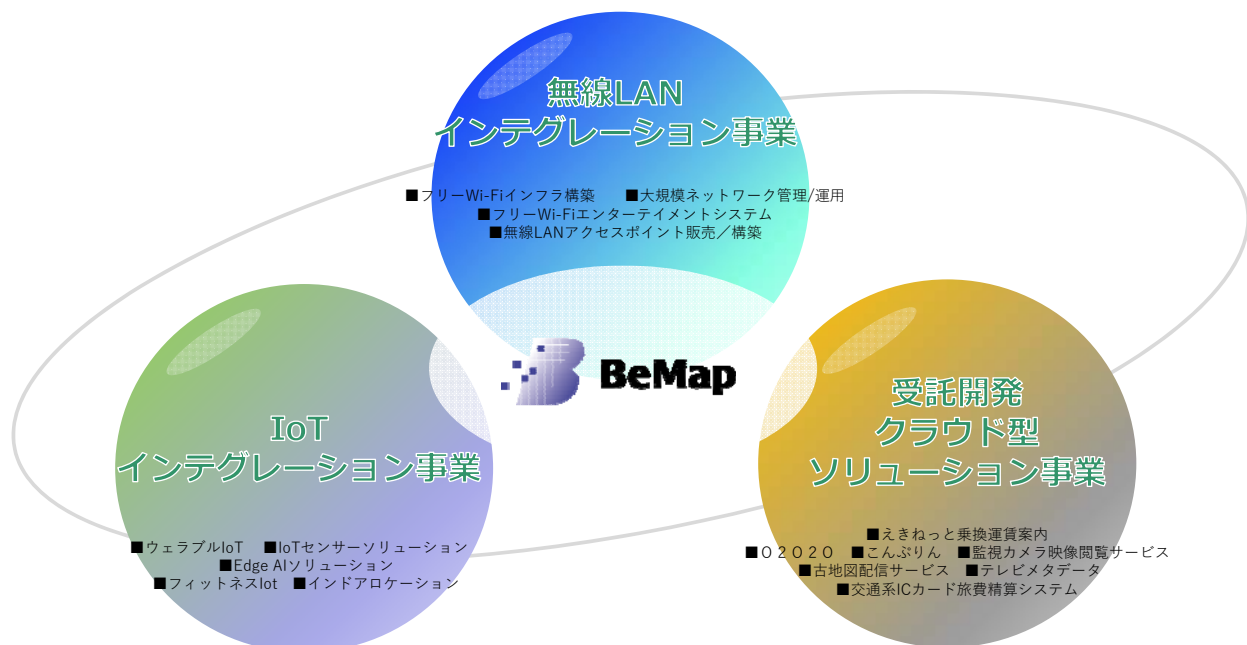 無線LAN
インテグレーション事業
■フリーWi-Fiインフラ構築　■大規模ネットワーク管理/運用
■フリーWi-Fiエンターテイメントシステム
■無線LANアクセスポイント販売／構築
BeMap
IoT
インテグレーション事業
■ウェラブルIoT　■IoTセンサーソリューション
■Edge AIソリューション
■フィットネスIot　■インドアロケーション
受託開発
クラウド型
ソリューション事業
■えきねっと乗換運賃案内
■Ｏ２Ｏ２Ｏ　■こんぷりん　■監視カメラ映像閲覧サービス
■古地図配信サービス　■テレビメタデータ
■交通系ICカード旅費精算システム